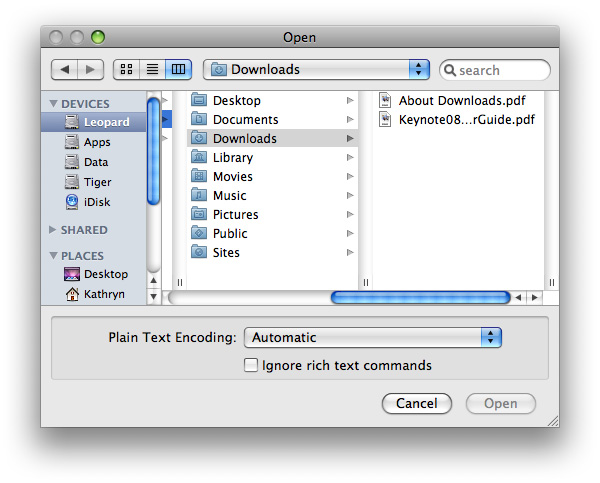 Open
Downloads
search
DEVICES
Leopard
Apps
Data
Tiger
iDisk
SHARED
PLACES
Desktop
Kathryn
Desktop
Documents
Downloads
Library
Movies
Music
Pictures
Public
Sites
About Downloads.pdf
Keynote08...rGuide.pdf
Plain Text Encoding: Automatic
Ignore rich text commands
Cancel Open